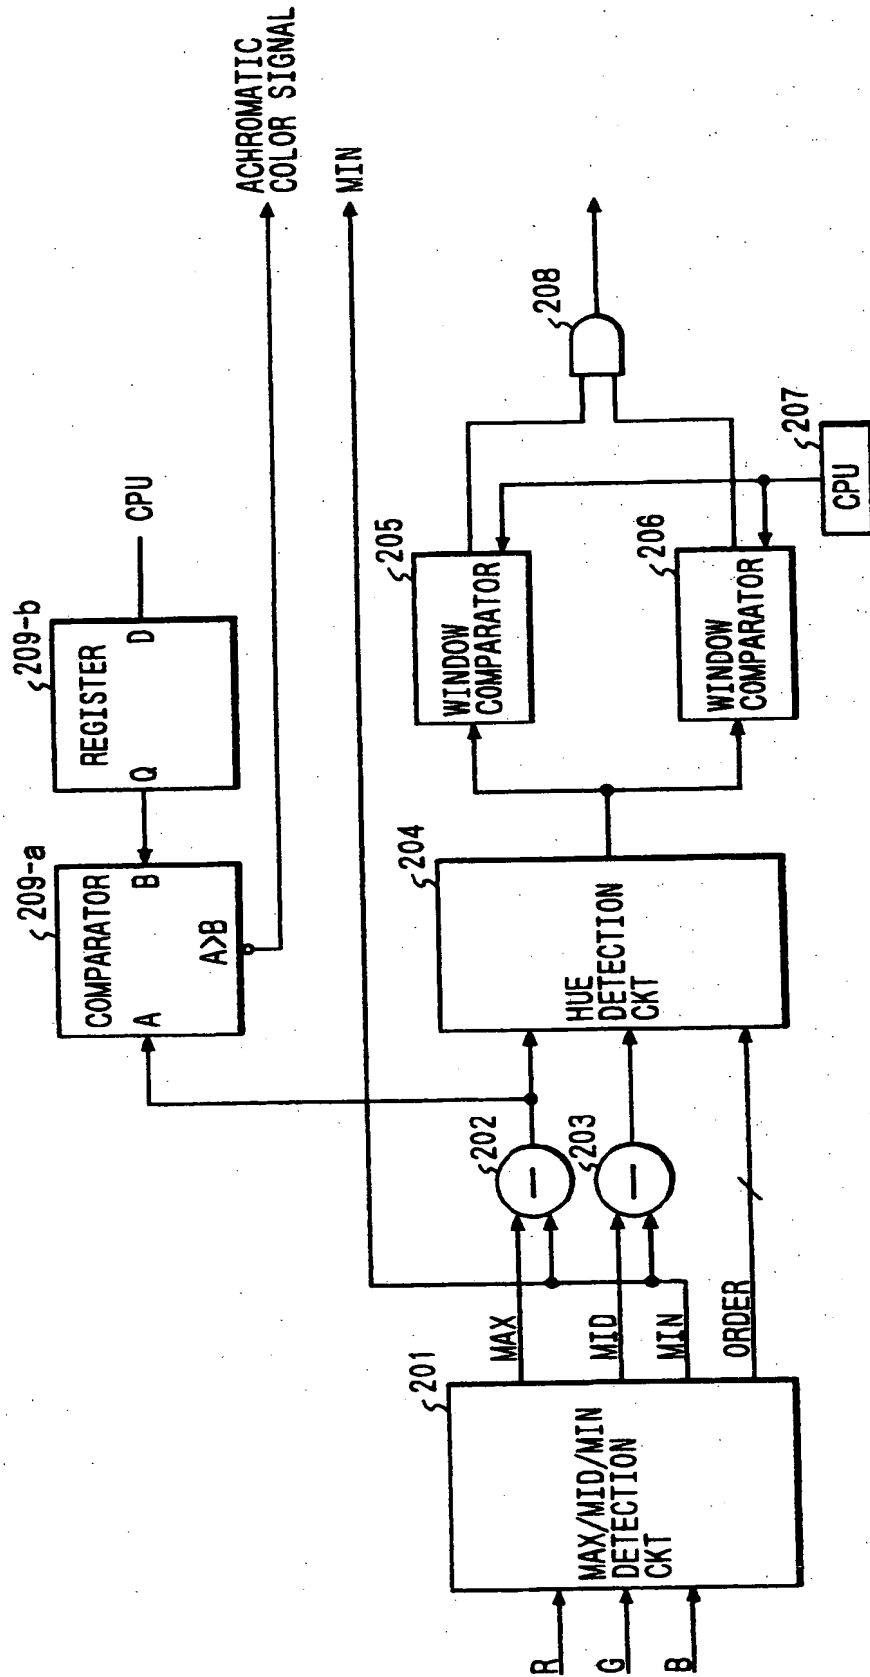 209-a
209-b
COMPARATOR
A
B
A>B
REGISTER
Q
D
CPU
ACHROMATIC
COLOR SIGNAL
MIN
201
R
G
B
MAX/MID/MIN
DETECTION
CKT
MAX
MID
MIN
ORDER
202
203
204
HUE
DETECTION
CKT
205
WINDOW
COMPARATOR
206
WINDOW
COMPARATOR
207
CPU
208